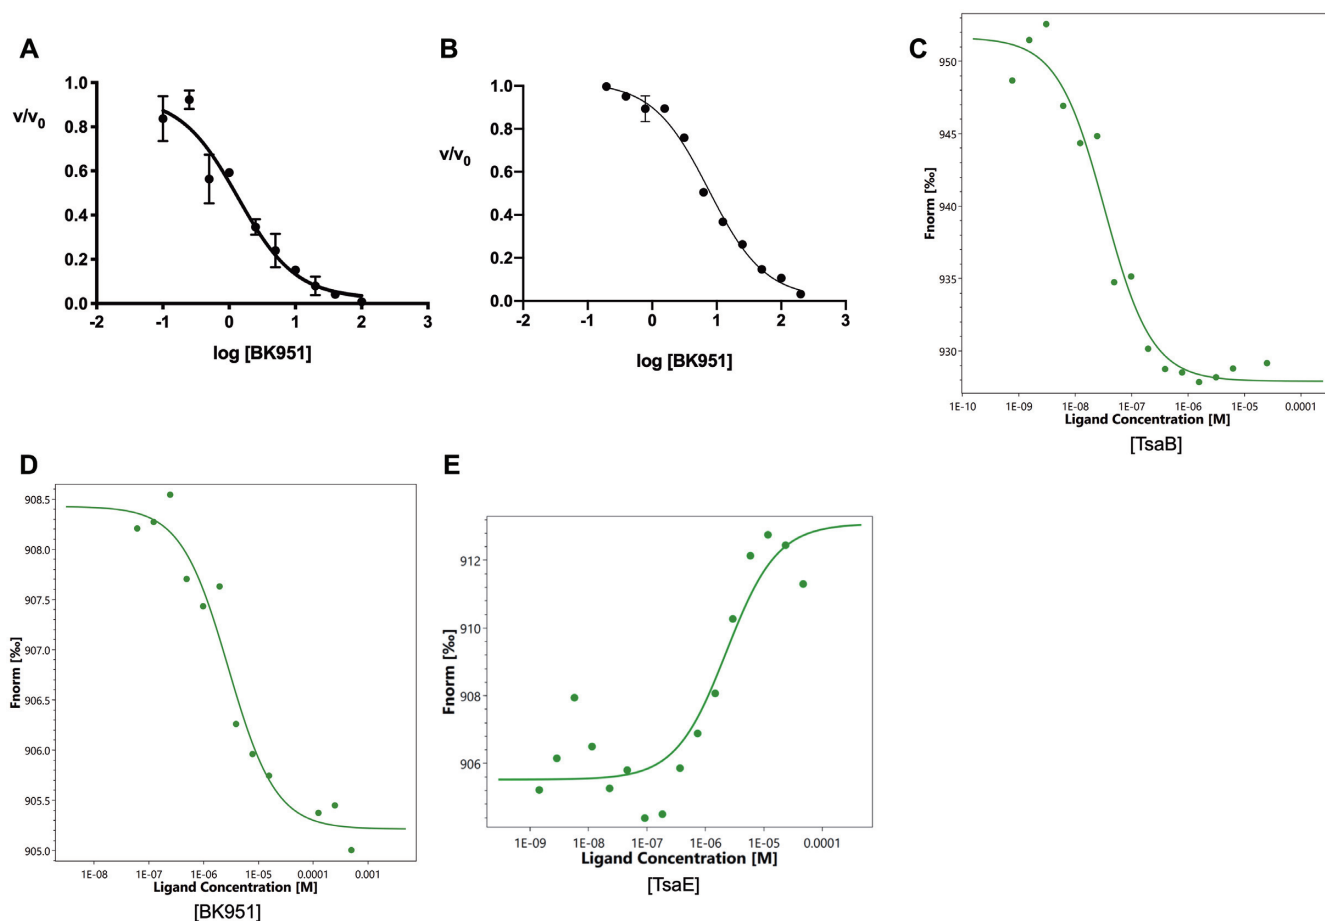 A
v/v0
1.0
0.8
0.6
0.4
0.2
0.0
-2
-1
0
1
2
3
log [BK951]
B
v/v0
1.0
0.8
0.6
0.4
0.2
0.0
-2
-1
0
1
2
3
log [BK951]
C
Fnorm [‰]
950
945
940
935
930
1E-10
1E-09
1E-08
1E-07
1E-06
1E-05
0.0001
Ligand Concentration [M]
[TsaB]
D
Fnorm [‰]
908.5
908.0
907.5
907.0
906.5
906.0
905.5
905.0
1E-08
1E-07
1E-06
1E-05
0.0001
0.001
Ligand Concentration [M]
[BK951]
E
Fnorm [‰]
912
910
908
906
1E-09
1E-08
1E-07
1E-06
1E-05
0.0001
Ligand Concentration [M]
[TsaE]